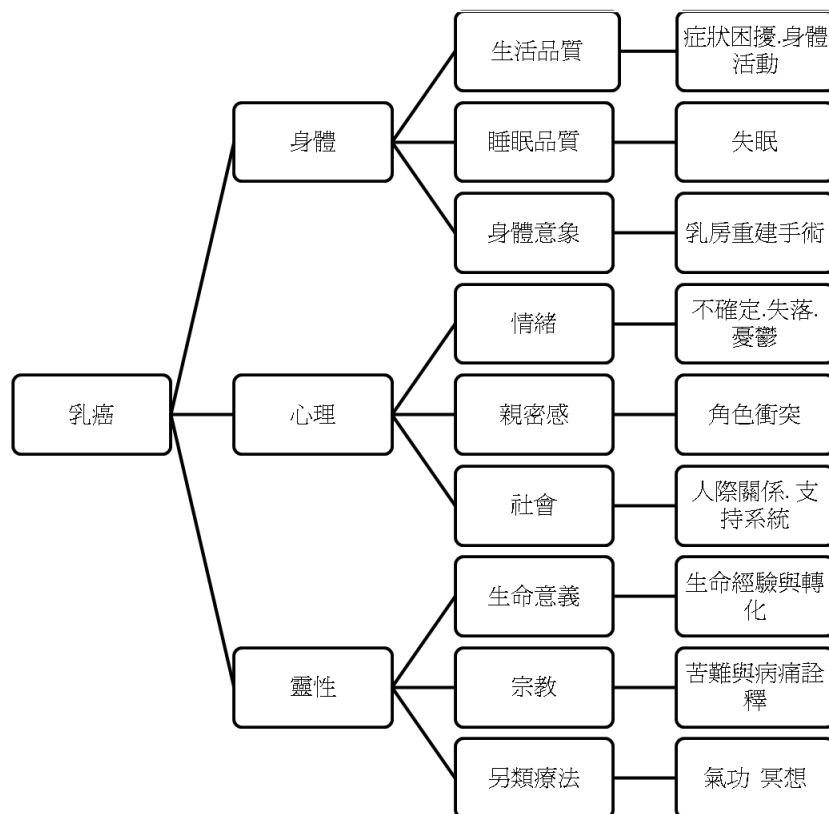 乳癌
身體
生活品質
症狀困擾.身體
活動
睡眠品質
失眠
身體意象
乳房重建手術
心理
情緒
不確定.失落.
憂鬱
親密感
角色衝突
社會
人際關係. 支
持系統
靈性
生命意義
生命經驗與轉
化
宗教
苦難與病痛詮
釋
另類療法
氣功 冥想